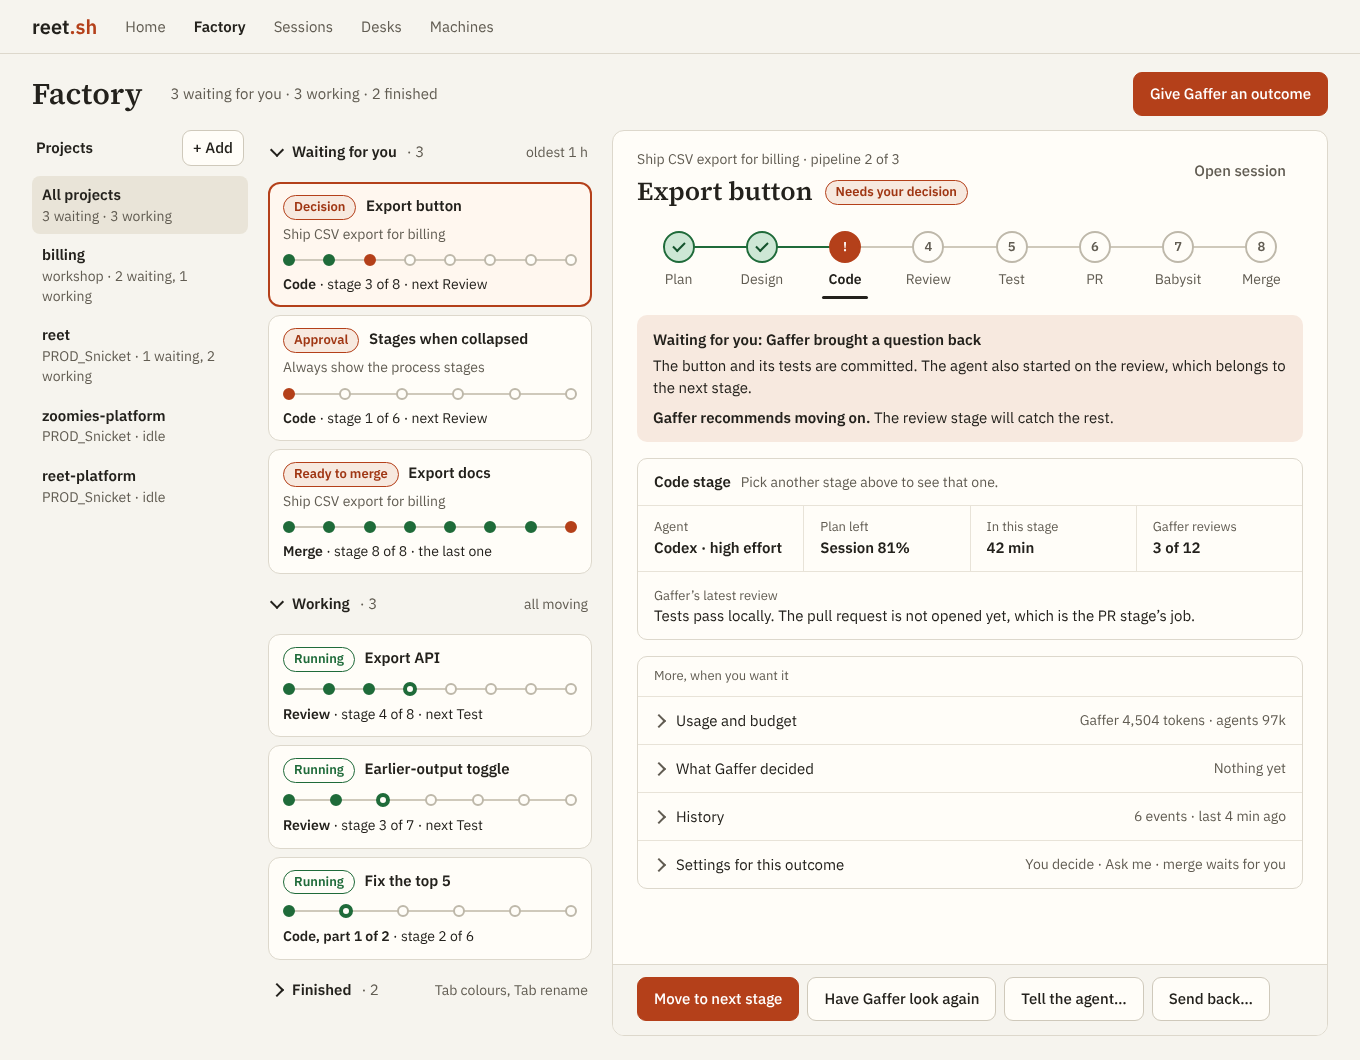 reet.sh Home Factory Sessions Desks Machines
Factory 3 waiting for you · 3 working · 2 finished Give Gaffer an outcome
Projects + Add
All projects
3 waiting · 3 working
billing
workshop · 2 waiting, 1
working
reet
PROD_Snicket · 1 waiting, 2
working
zoomies-platform
PROD_Snicket · idle
reet-platform
PROD_Snicket · idle
Waiting for you · 3 oldest 1 h
Decision Export button
Ship CSV export for billing
Code · stage 3 of 8 · next Review
Approval Stages when collapsed
Always show the process stages
Code · stage 1 of 6 · next Review
Ready to merge Export docs
Ship CSV export for billing
Merge · stage 8 of 8 · the last one
Working · 3 all moving
Running Export API
Review · stage 4 of 8 · next Test
Running Earlier-output toggle
Review · stage 3 of 7 · next Test
Running Fix the top 5
Code, part 1 of 2 · stage 2 of 6
Finished · 2 Tab colours, Tab rename
Ship CSV export for billing · pipeline 2 of 3
Open session
Export button Needs your decision
! 4 5 6 7 8
Plan Design Code Review Test PR Babysit Merge
Waiting for you: Gaffer brought a question back
The button and its tests are committed. The agent also started on the review, which belongs to
the next stage.
Gaffer recommends moving on. The review stage will catch the rest.
Code stage Pick another stage above to see that one.
Agent Plan left In this stage Gaffer reviews
Codex · high effort Session 81% 42 min 3 of 12
Gaffer’s latest review
Tests pass locally. The pull request is not opened yet, which is the PR stage’s job.
More, when you want it
Usage and budget Gaffer 4,504 tokens · agents 97k
What Gaffer decided Nothing yet
History 6 events · last 4 min ago
Settings for this outcome You decide · Ask me · merge waits for you
Move to next stage Have Gaffer look again Tell the agent... Send back...